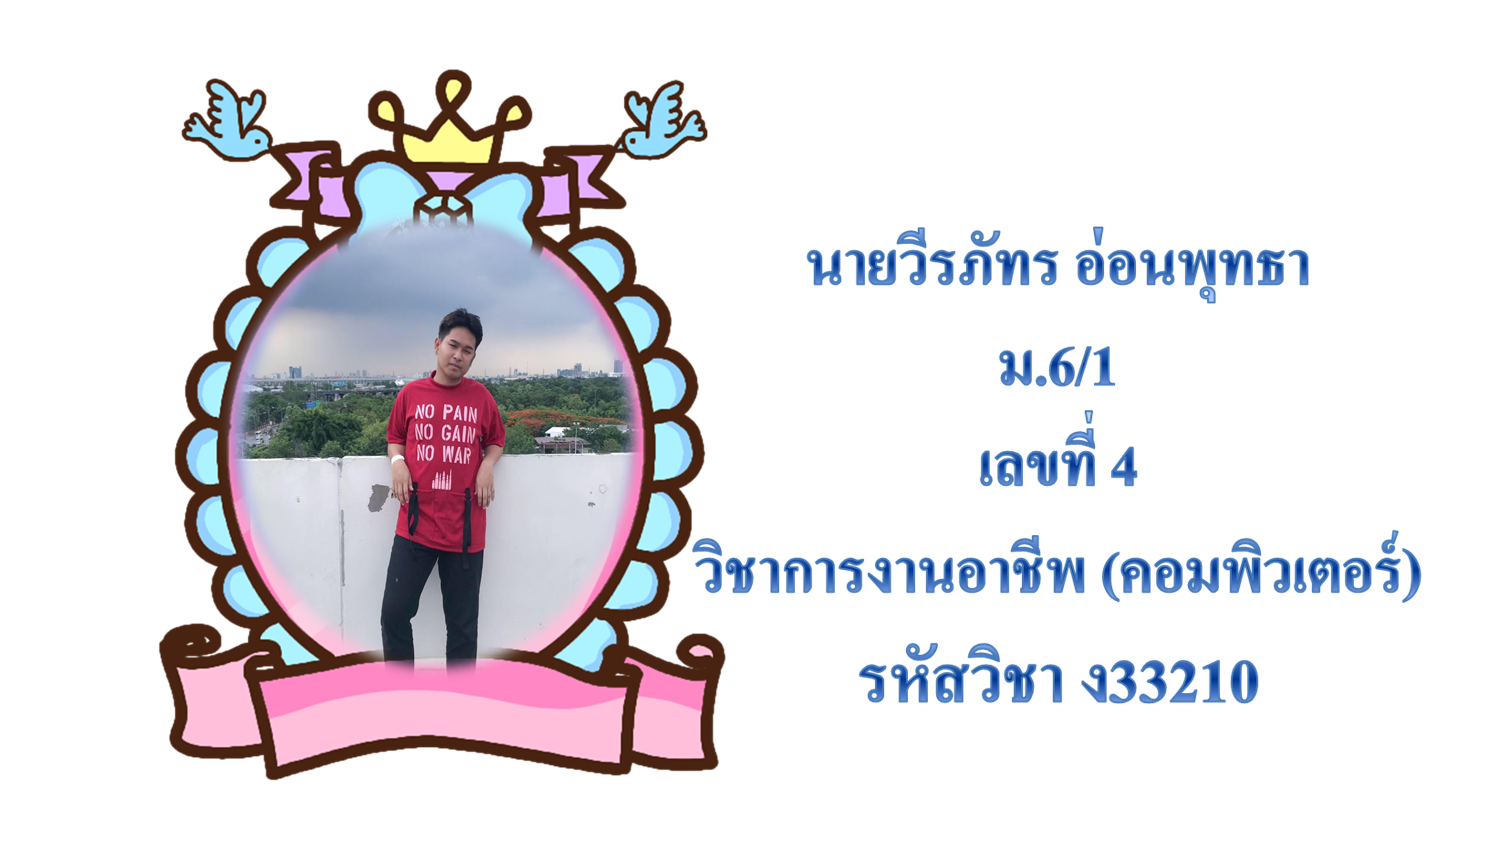 นายวีรภัทร อ่อนพุทธา
ม.6/1
เลขที่ 4
วิชาการงานอาชีพ (คอมพิวเตอร์)
รหัสวิชา ง33210
NO PAIN
NO GAIN
NO WAR